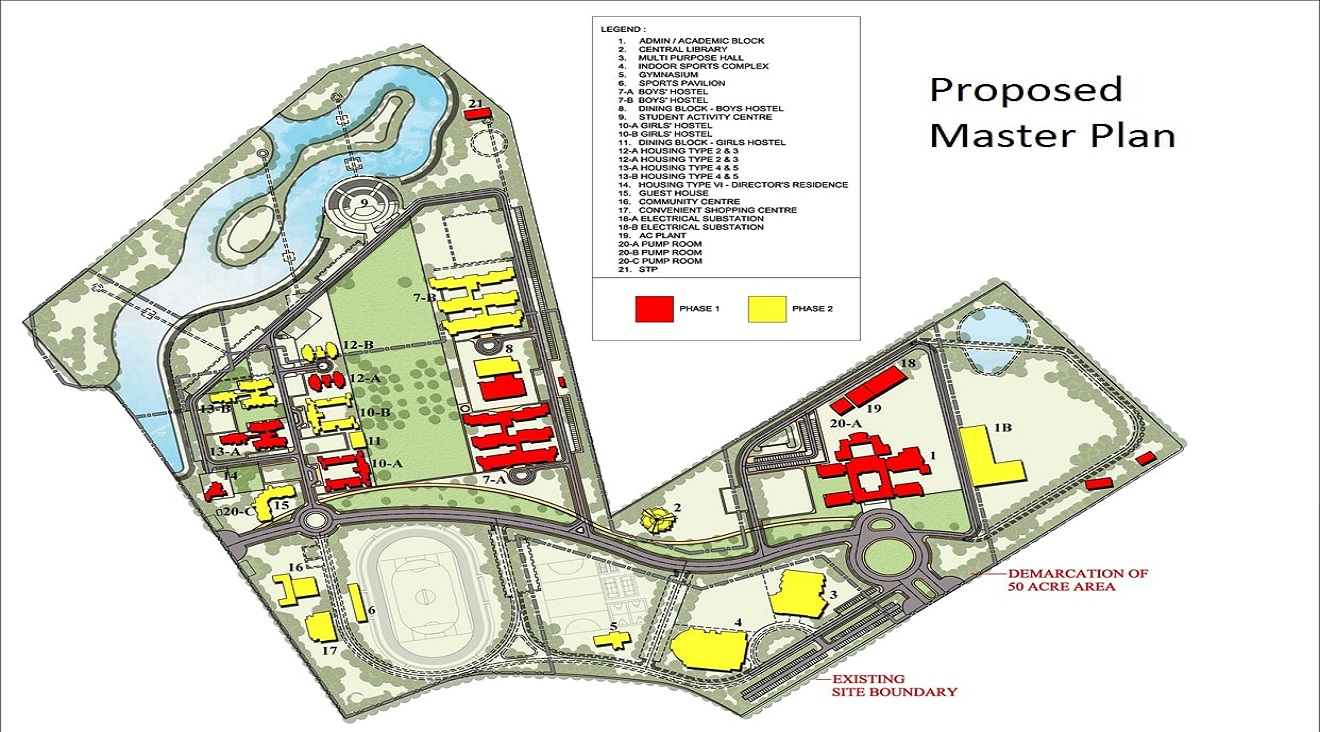 Proposed
Master Plan
LEGEND :
1. ADMIN / ACADEMIC BLOCK
2. CENTRAL LIBRARY
3. MULTI PURPOSE HALL
4. INDOOR SPORTS COMPLEX
5. GYMNASIUM
6. SPORTS PAVILION
7-A BOYS' HOSTEL
7-B BOYS' HOSTEL
8. DINING BLOCK - BOYS HOSTEL
9. STUDENT ACTIVITY CENTRE
10-A GIRLS' HOSTEL
10-B GIRLS' HOSTEL
11. DINING BLOCK - GIRLS HOSTEL
12-A HOUSING TYPE 2 & 3
12-A HOUSING TYPE 2 & 3
13-A HOUSING TYPE 4 & 5
13-B HOUSING TYPE 4 & 5
14. HOUSING TYPE VI - DIRECTOR'S RESIDENCE
15. GUEST HOUSE
16. COMMUNITY CENTRE
17. CONVENIENT SHOPPING CENTRE
18-A ELECTRICAL SUBSTATION
18-B ELECTRICAL SUBSTATION
19. AC PLANT
20-A PUMP ROOM
20-B PUMP ROOM
20-C PUMP ROOM
21. STP
PHASE 1
PHASE 2
21
9
7-B
12-B
8
12-A
18
19
13-B
10-B
20-A
11
1B
13-A
10-A
1
14
7-A
15
20-C
2
16
6
3
5
4
17
DEMARCATION OF
50 ACRE AREA
EXISTING
SITE BOUNDARY